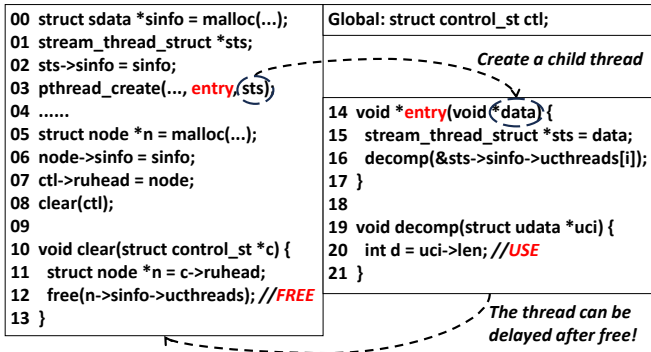 00 struct sdata *sinfo = malloc(...);
01 stream_thread_struct *sts;
02 sts->sinfo = sinfo;
03 pthread_create(..., entry, sts);
04 ......
05 struct node *n = malloc(...);
06 node->sinfo = sinfo;
07 ctl->ruhead = node;
08 clear(ctl);
09
10 void clear(struct control_st *c) {
11 struct node *n = c->ruhead;
12 free(n->sinfo->ucthreads); //FREE
13 }
Global: struct control_st ctl;
Create a child thread
14 void *entry(void *data) {
15 stream_thread_struct *sts = data;
16 decomp(&sts->sinfo->ucthreads[i]);
17 }
18
19 void decomp(struct udata *uci) {
20 int d = uci->len; //USE
21 }
The thread can be
delayed after free!